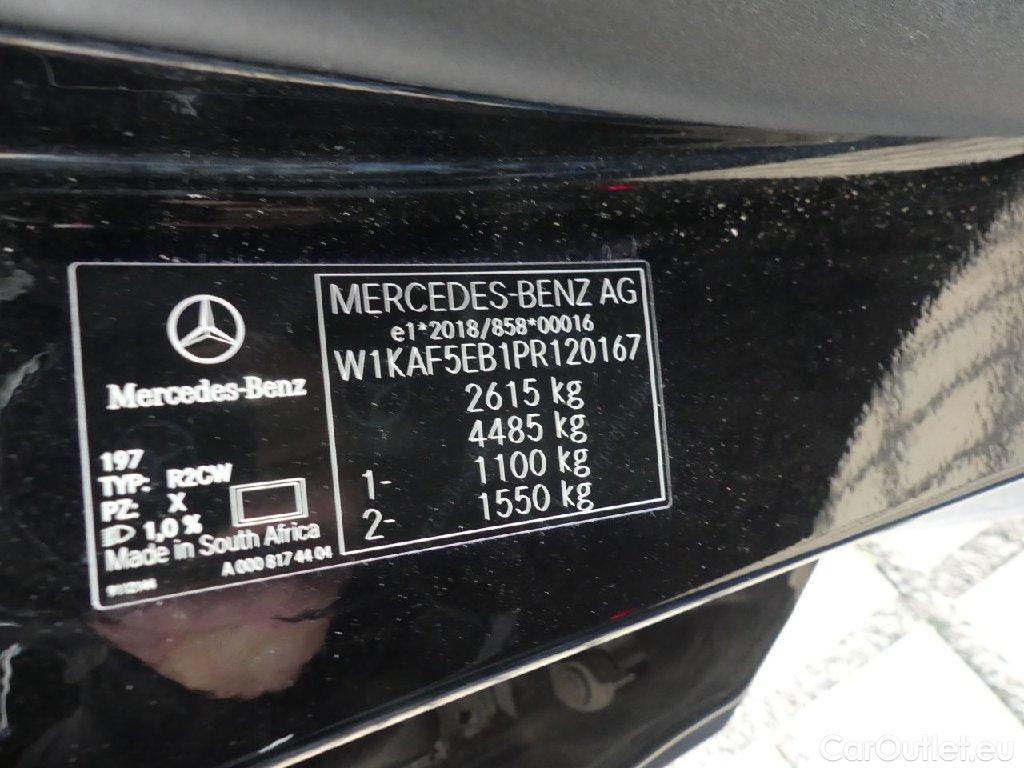 MERCEDES-BENZ AG
e1*2018/858*00016
W1KAF5EB1PR120167
2615 kg
4485 kg
1- 1100 kg
2- 1550 kg
Mercedes-Benz
197
TYP: R2CW
PZ: X
1,0 %
Made in South Africa
A 000 817 44 04
CarOutlet.eu